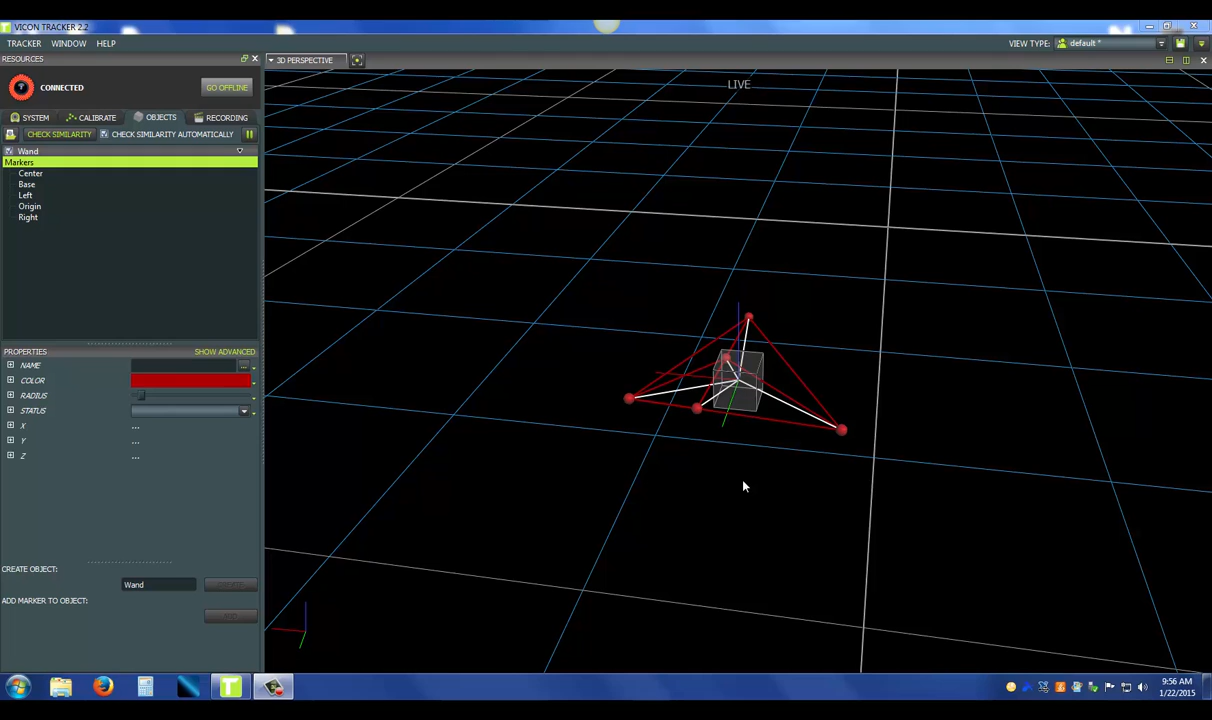 VICON TRACKER 2.2
TRACKER WINDOW HELP
VIEW TYPE: default *
RESOURCES
3D PERSPECTIVE
CONNECTED
GO OFFLINE
LIVE
SYSTEM CALIBRATE OBJECTS RECORDING
CHECK SIMILARITY CHECK SIMILARITY AUTOMATICALLY
Wand
Markers
Center
Base
Left
Origin
Right
PROPERTIES SHOW ADVANCED
NAME ...
COLOR
RADIUS
STATUS
X ...
Y ...
Z ...
CREATE OBJECT:
Wand
ADD MARKER TO OBJECT:
9:56 AM
1/22/2015